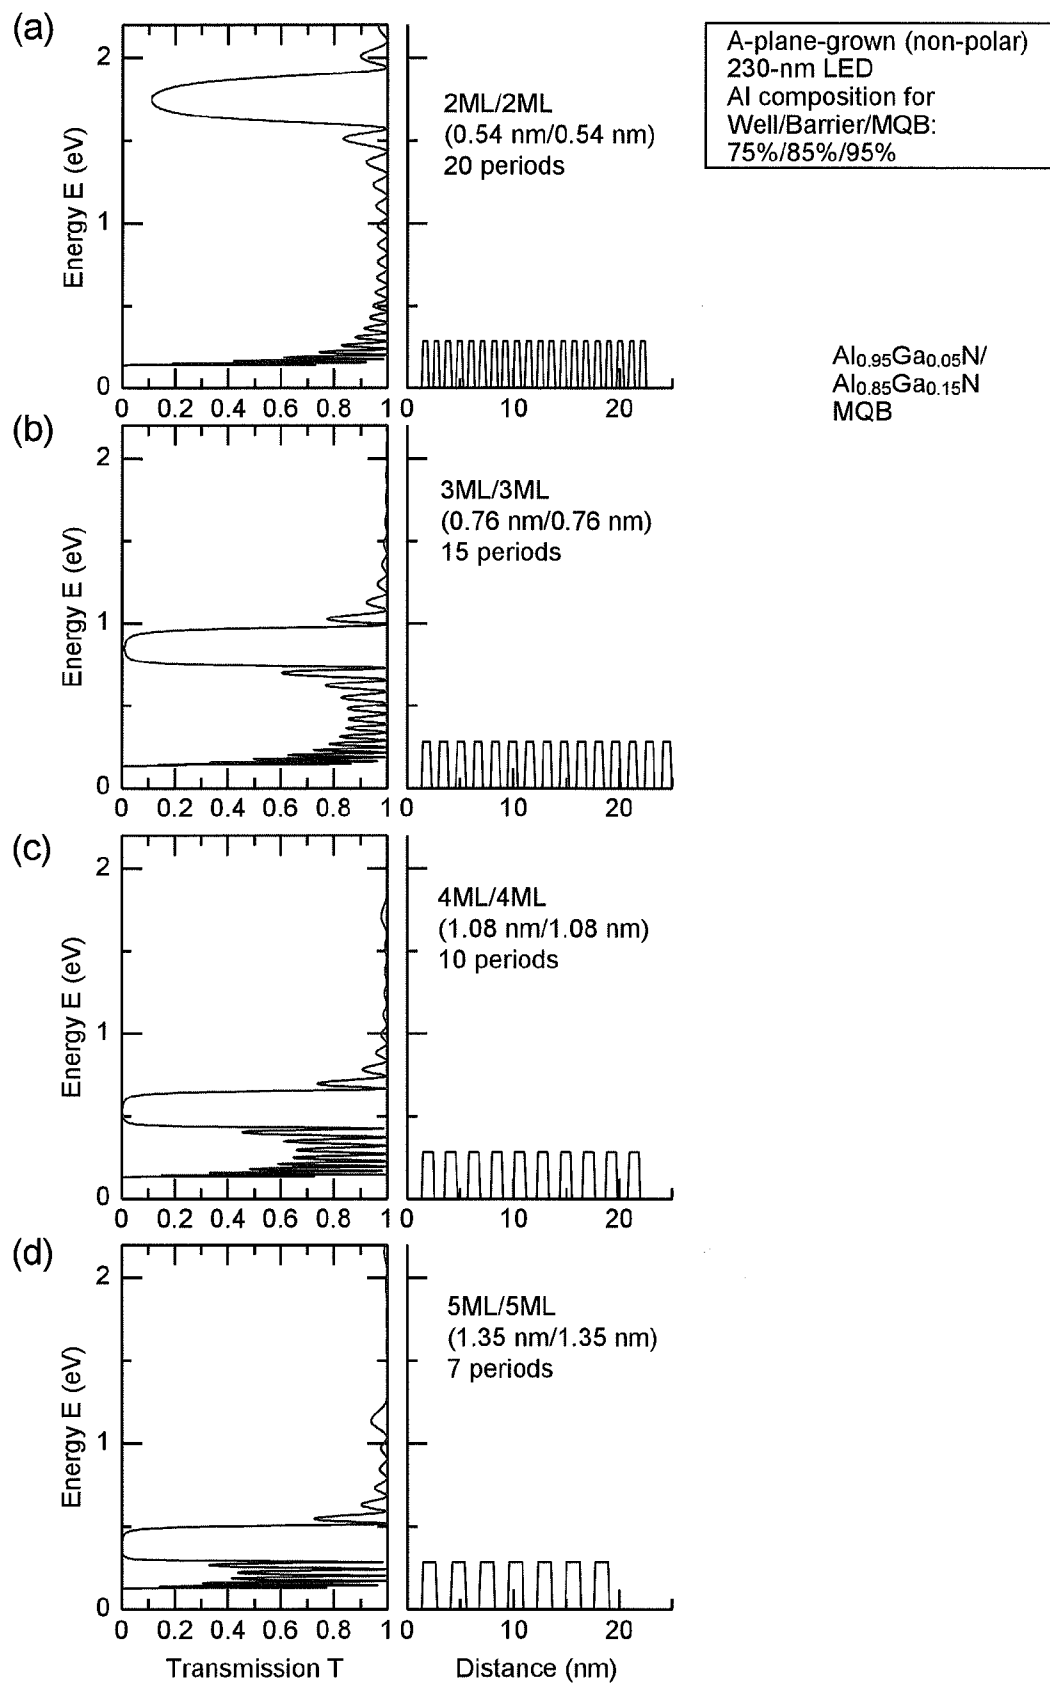 (a)
2
1
0
Energy E (eV)
0 0.2 0.4 0.6 0.8 1 0 10 20
2ML/2ML
(0.54 nm/0.54 nm)
20 periods
A-plane-grown (non-polar)
230-nm LED
Al composition for
Well/Barrier/MQB:
75%/85%/95%
Al0.95Ga0.05N/
Al0.85Ga0.15N
MQB
(b)
2
1
0
Energy E (eV)
0 0.2 0.4 0.6 0.8 1 0 10 20
3ML/3ML
(0.76 nm/0.76 nm)
15 periods
(c)
2
1
0
Energy E (eV)
0 0.2 0.4 0.6 0.8 1 0 10 20
4ML/4ML
(1.08 nm/1.08 nm)
10 periods
(d)
2
1
0
Energy E (eV)
0 0.2 0.4 0.6 0.8 1 0 10 20
5ML/5ML
(1.35 nm/1.35 nm)
7 periods
Transmission T
Distance (nm)